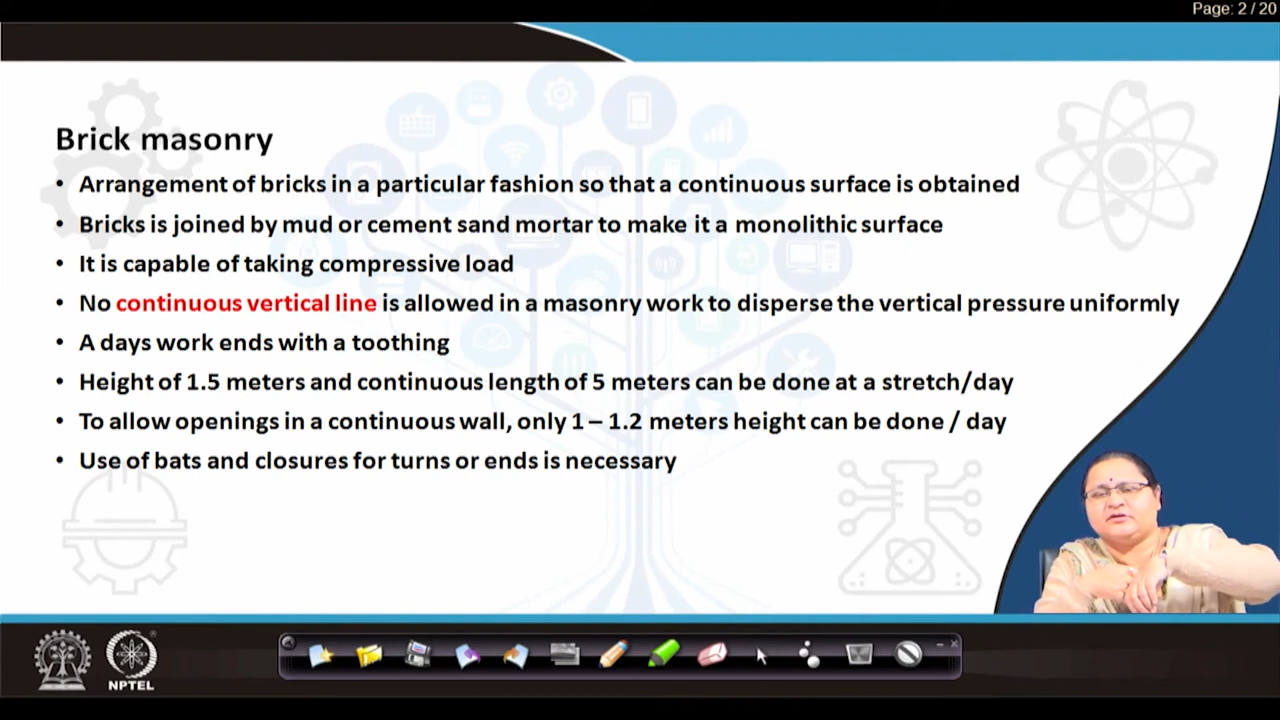 Page: 2 / 20
Brick masonry
• Arrangement of bricks in a particular fashion so that a continuous surface is obtained
• Bricks is joined by mud or cement sand mortar to make it a monolithic surface
• It is capable of taking compressive load
• No continuous vertical line is allowed in a masonry work to disperse the vertical pressure uniformly
• A days work ends with a toothing
• Height of 1.5 meters and continuous length of 5 meters can be done at a stretch/day
• To allow openings in a continuous wall, only 1 – 1.2 meters height can be done / day
• Use of bats and closures for turns or ends is necessary
NPTEL